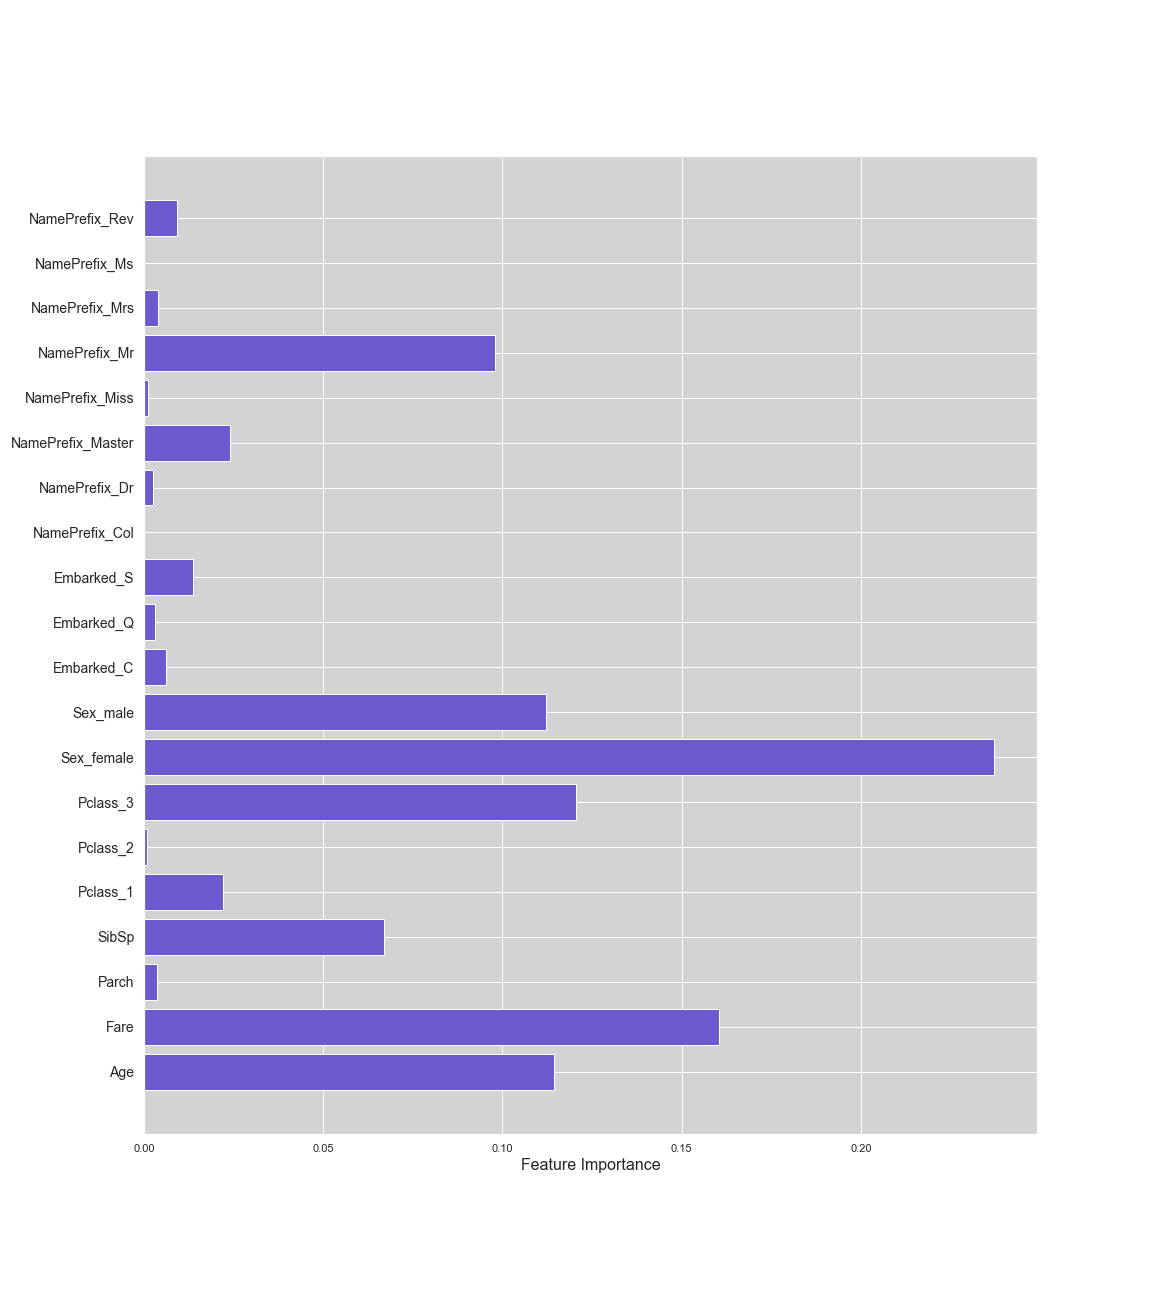 NamePrefix_Rev
NamePrefix_Ms
NamePrefix_Mrs
NamePrefix_Mr
NamePrefix_Miss
NamePrefix_Master
NamePrefix_Dr
NamePrefix_Col
Embarked_S
Embarked_Q
Embarked_C
Sex_male
Sex_female
Pclass_3
Pclass_2
Pclass_1
SibSp
Parch
Fare
Age
0.00 0.05 0.10 0.15 0.20
Feature Importance